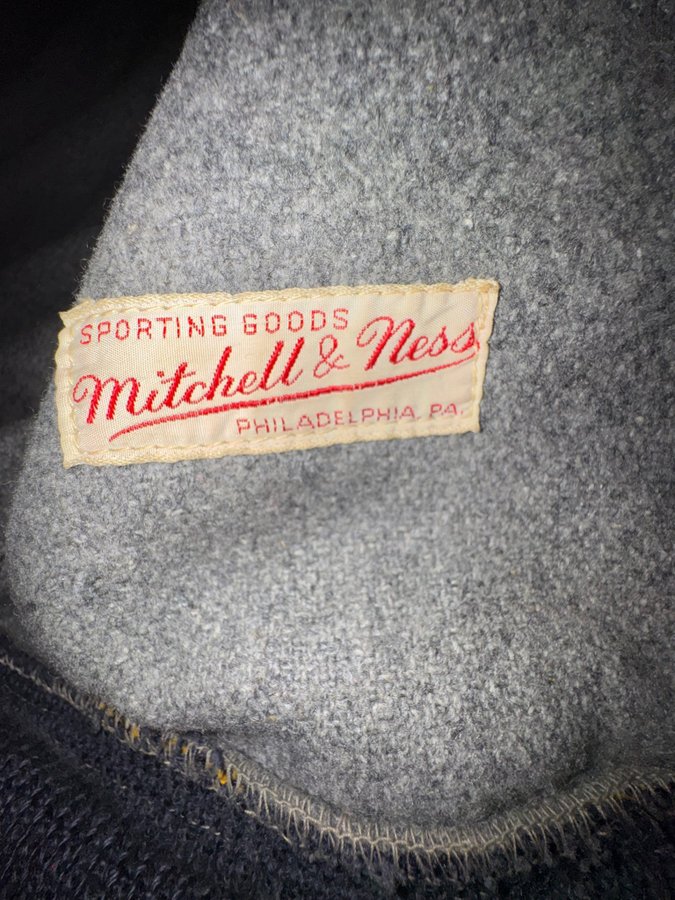 SPORTING GOODS
Mitchell & Ness
PHILADELPHIA, PA.